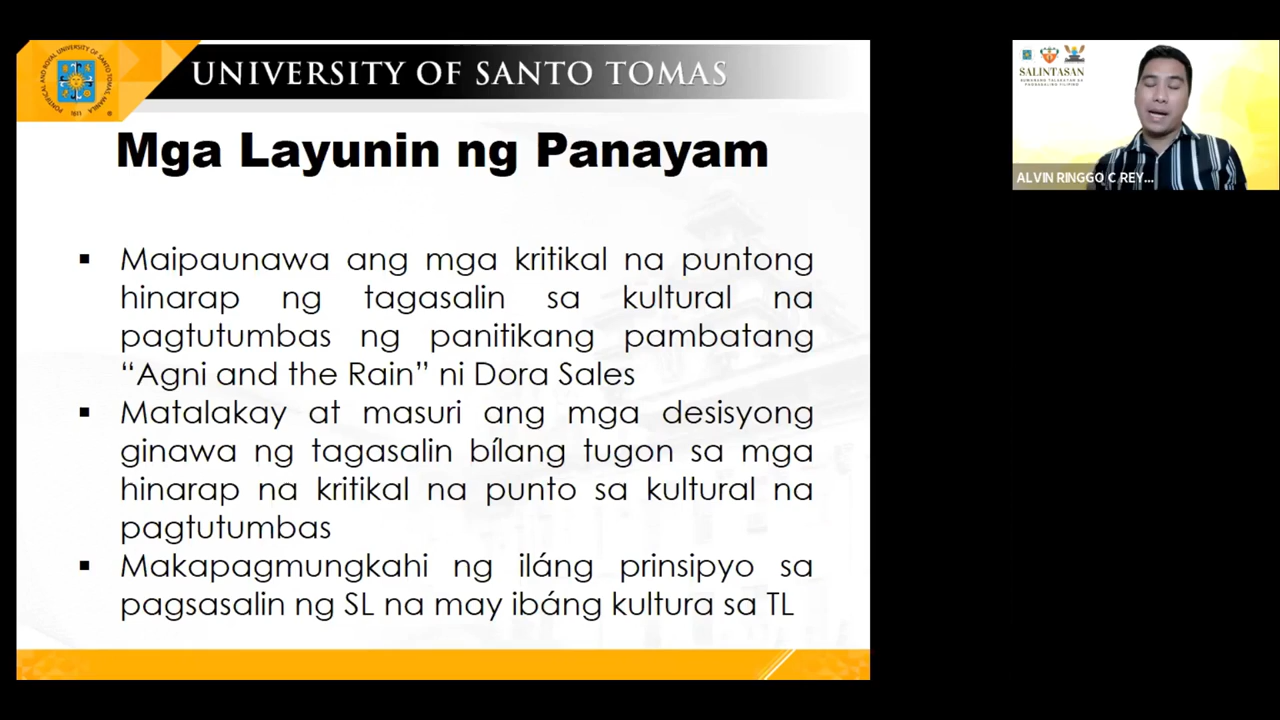 UNIVERSITY OF SANTO TOMAS
Mga Layunin ng Panayam
▪ Maipaunawa ang mga kritikal na puntong
hinarap ng tagasalin sa kultural na
pagtutumbas ng panitikang pambatang
“Agni and the Rain” ni Dora Sales
▪ Matalakay at masuri ang mga desisyong
ginawa ng tagasalin bílang tugon sa mga
hinarap na kritikal na punto sa kultural na
pagtutumbas
▪ Makapagmungkahi ng iláng prinsipyo sa
pagsasalin ng SL na may ibáng kultura sa TL
SALINTASAN
ALVIN RINGGO C REY...